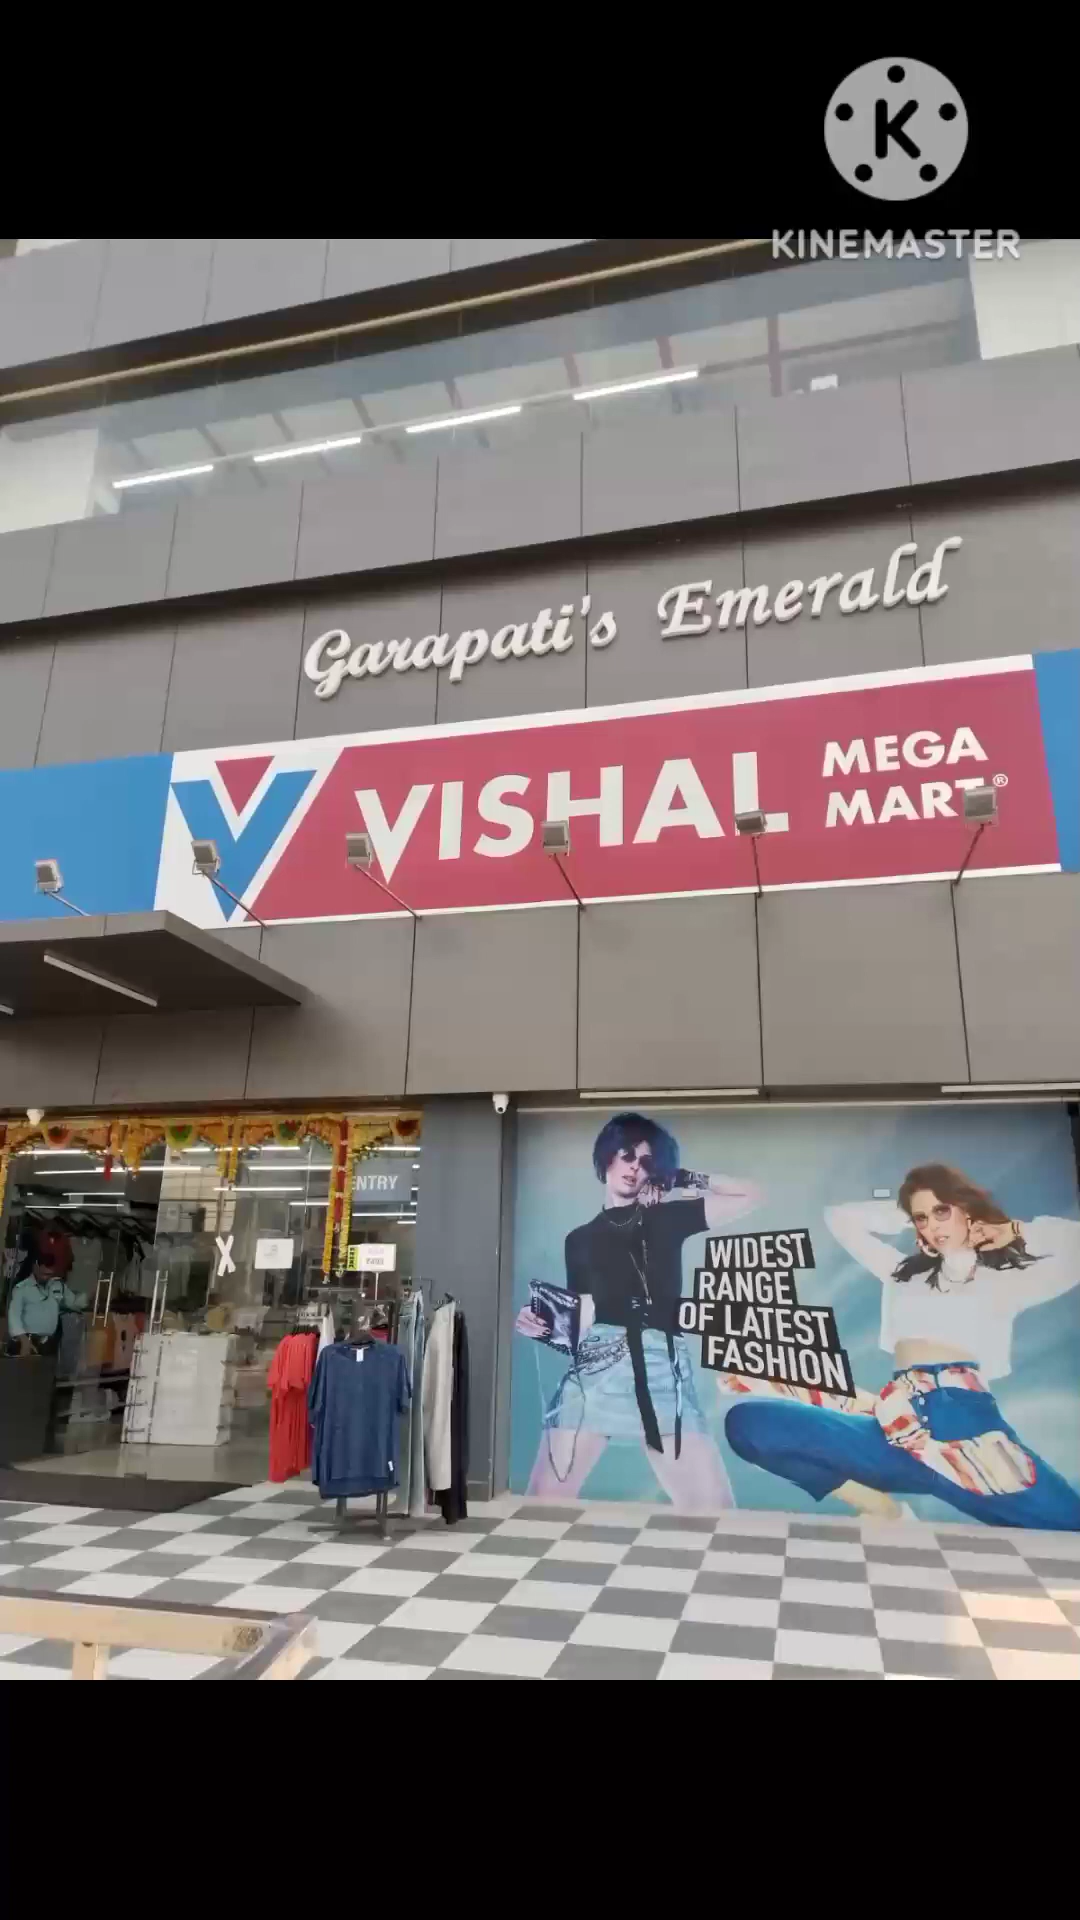 K
KINEMASTER
Garapati's Emerald
VISHAL MEGA
MART®
ENTRY
WIDEST
RANGE
OF LATEST
FASHION